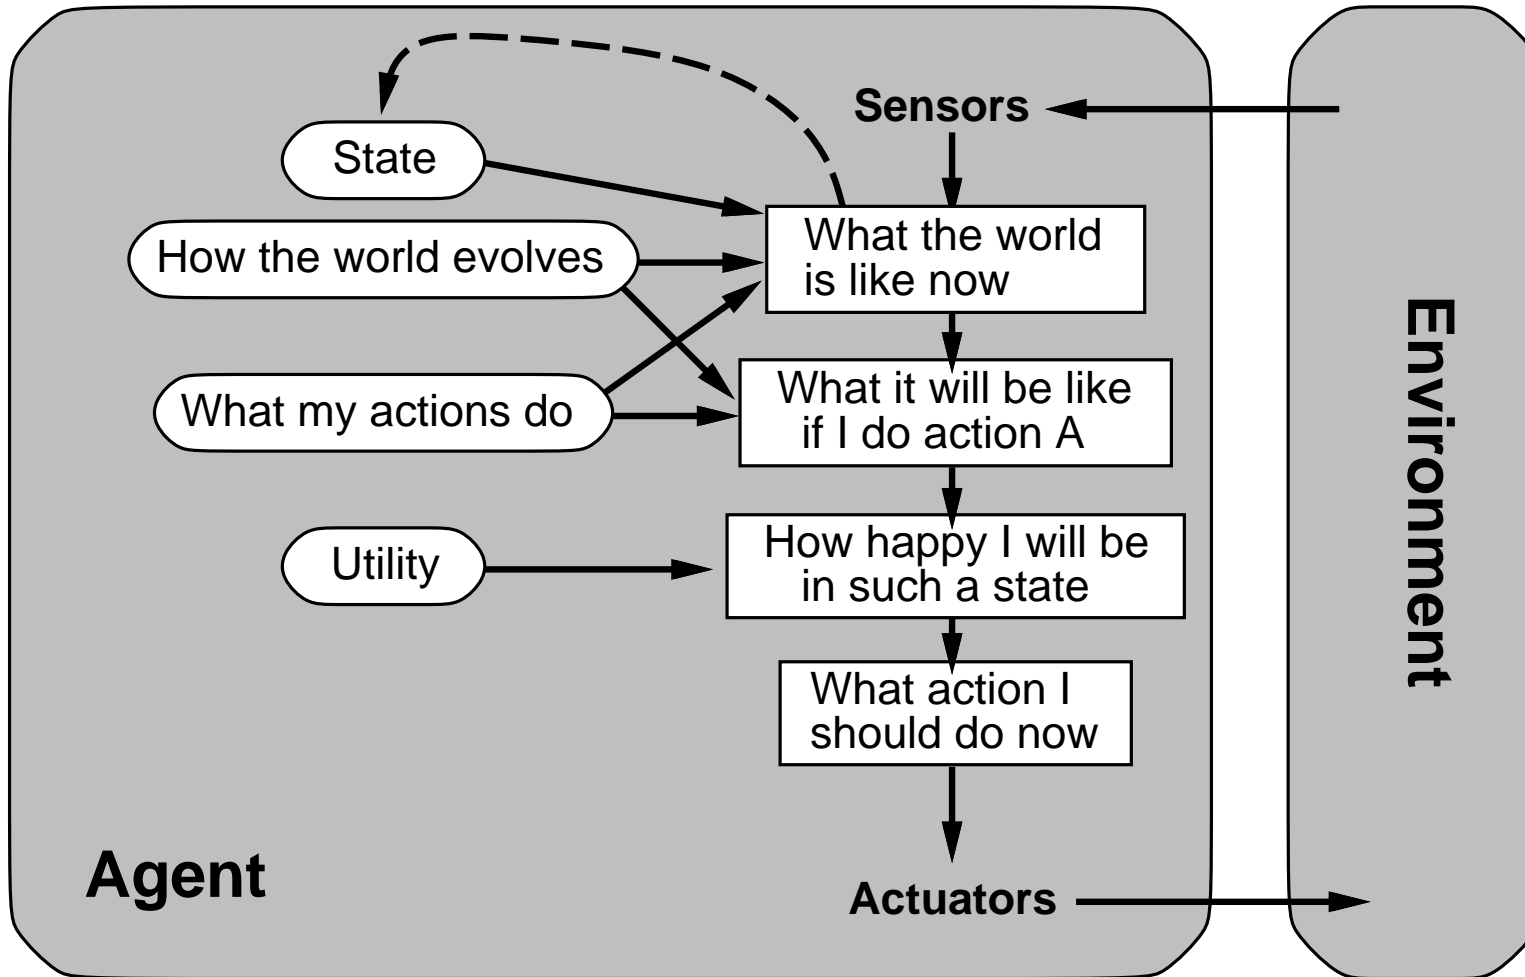 Sensors
State
What the world
is like now
How the world evolves
What it will be like
if I do action A
What my actions do
How happy I will be
in such a state
Utility
What action I
should do now
Agent
Actuators
Environment